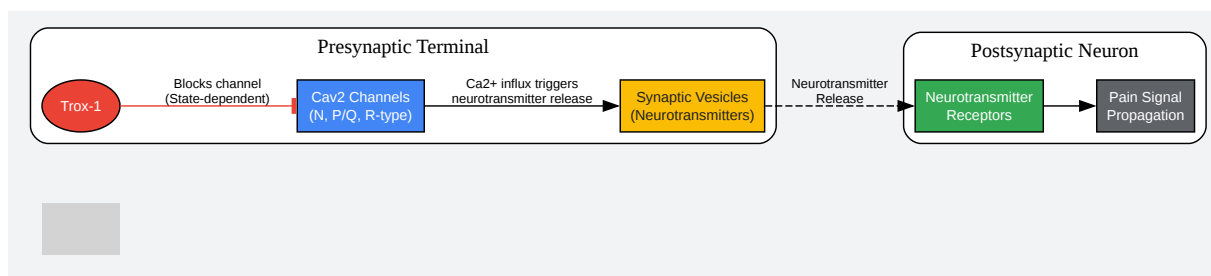 Presynaptic Terminal
Postsynaptic Neuron
Trox-1
Blocks channel
(State-dependent)
Cav2 Channels
(N, P/Q, R-type)
Ca2+ influx triggers
neurotransmitter release
Synaptic Vesicles
(Neurotransmitters)
Neurotransmitter
Release
Neurotransmitter
Receptors
Pain Signal
Propagation